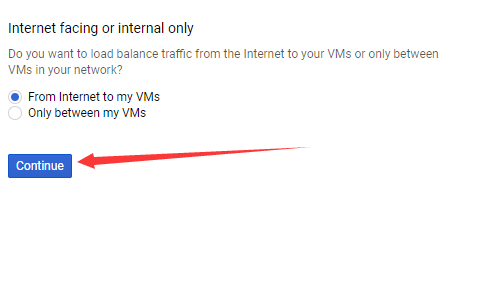 Internet facing or internal only
Do you want to load balance traffic from the Internet to your VMs or only between
VMs in your network?
From Internet to my VMs
Only between my VMs
Continue